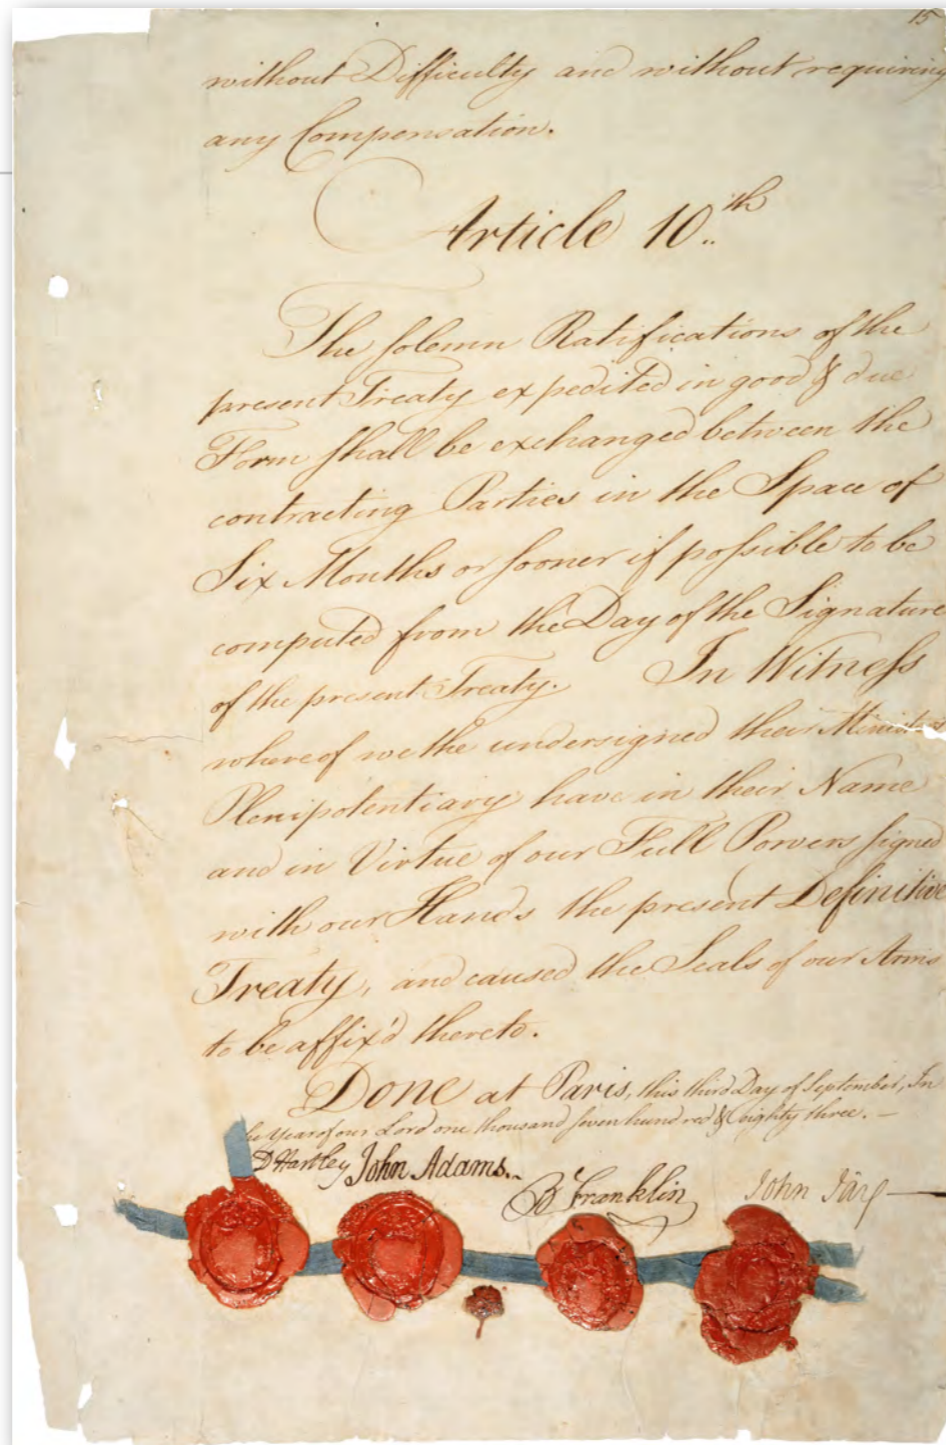 15
without Difficulty and without requiring
any Compensation.
Article 10..th
The solemn Ratifications of the
present Treaty expedited in good & due
Form shall be exchanged between the
contracting Parties in the Space of
Six Months or sooner if possible to be
computed from the Day of the Signature
of the present Treaty. In Witness
whereof we the undersigned their Ministers
Plenipotentiary have in their Name
and in Virtue of our Full Powers signed
with our Hands the present Definitive
Treaty, and caused the Seals of our Arms
to be affix'd thereto.
Done at Paris, this third Day of September, In
the Year of our Lord one thousand seven hundred & eighty three.—
D Hartley John Adams.. B Franklin John Jay—